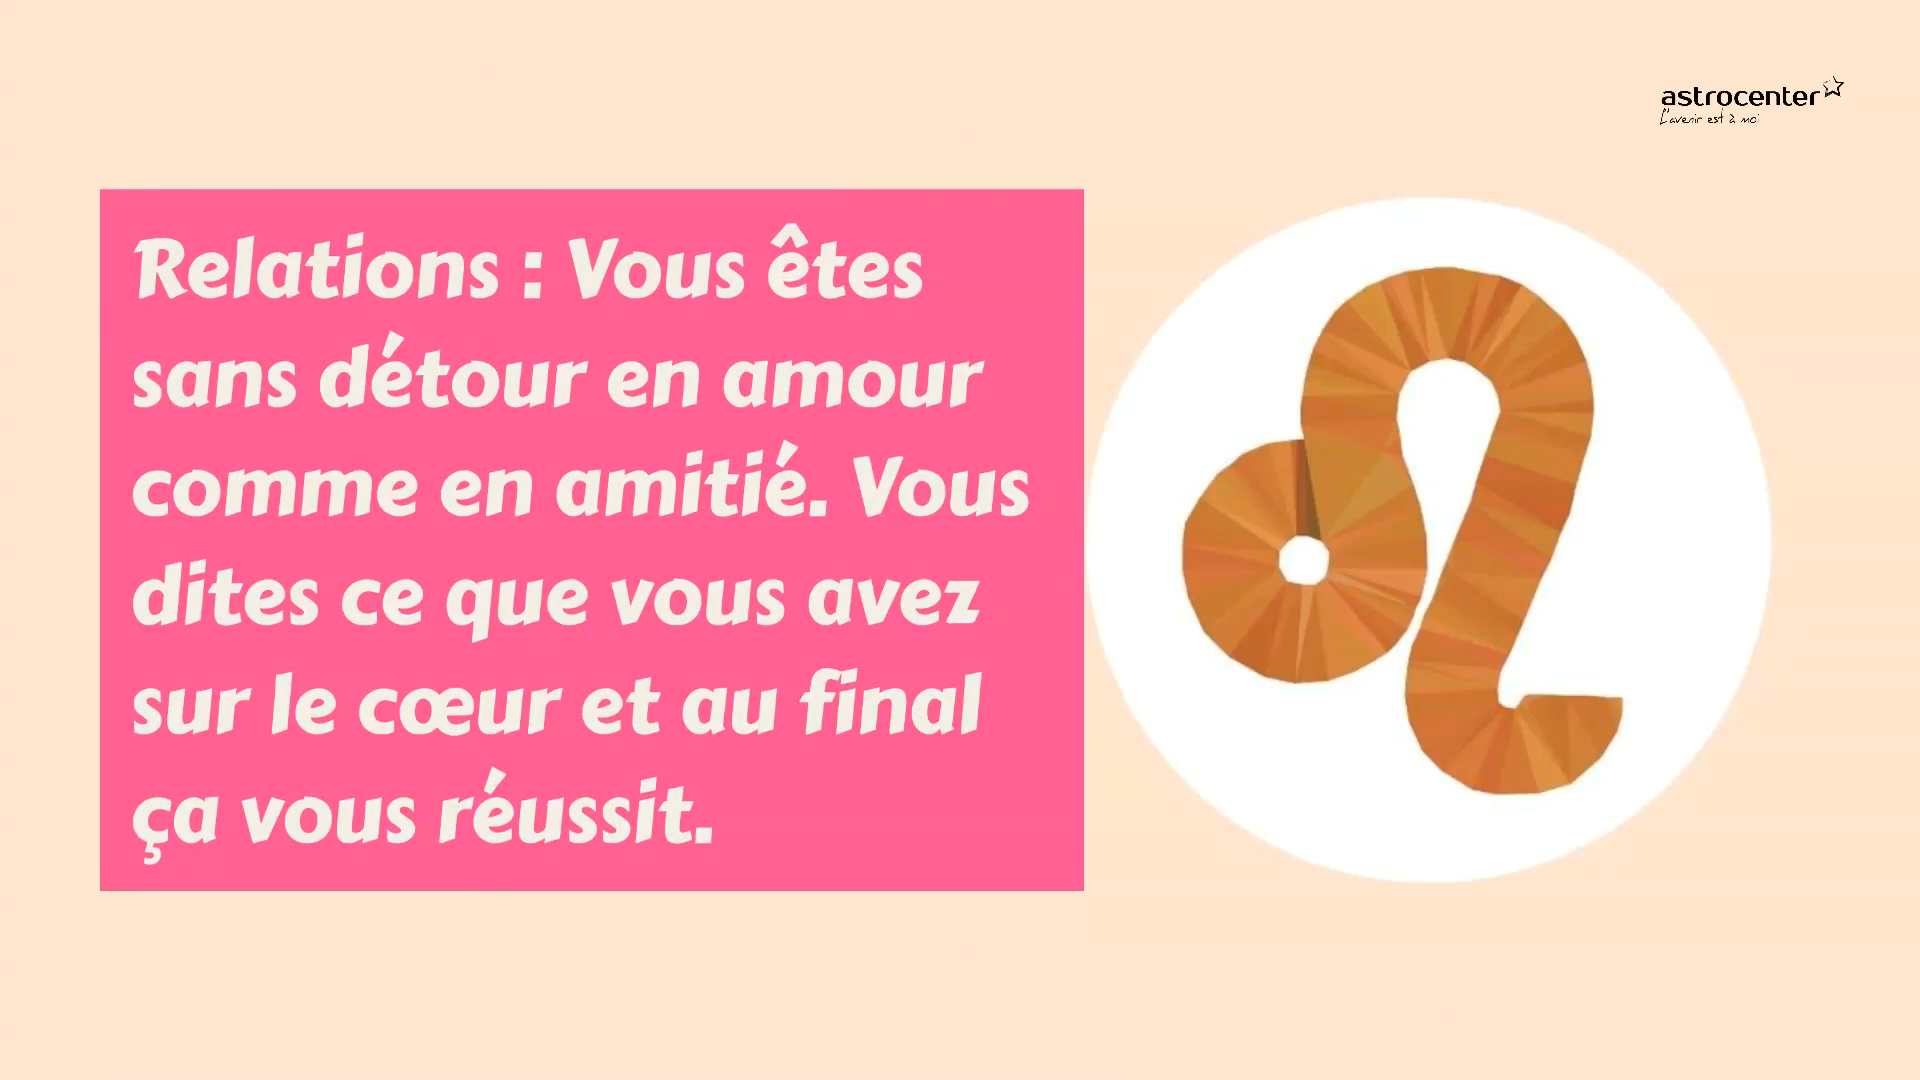 astrocenter
L'avenir est à moi
Relations : Vous êtes
sans détour en amour
comme en amitié. Vous
dites ce que vous avez
sur le cœur et au final
ça vous réussit.